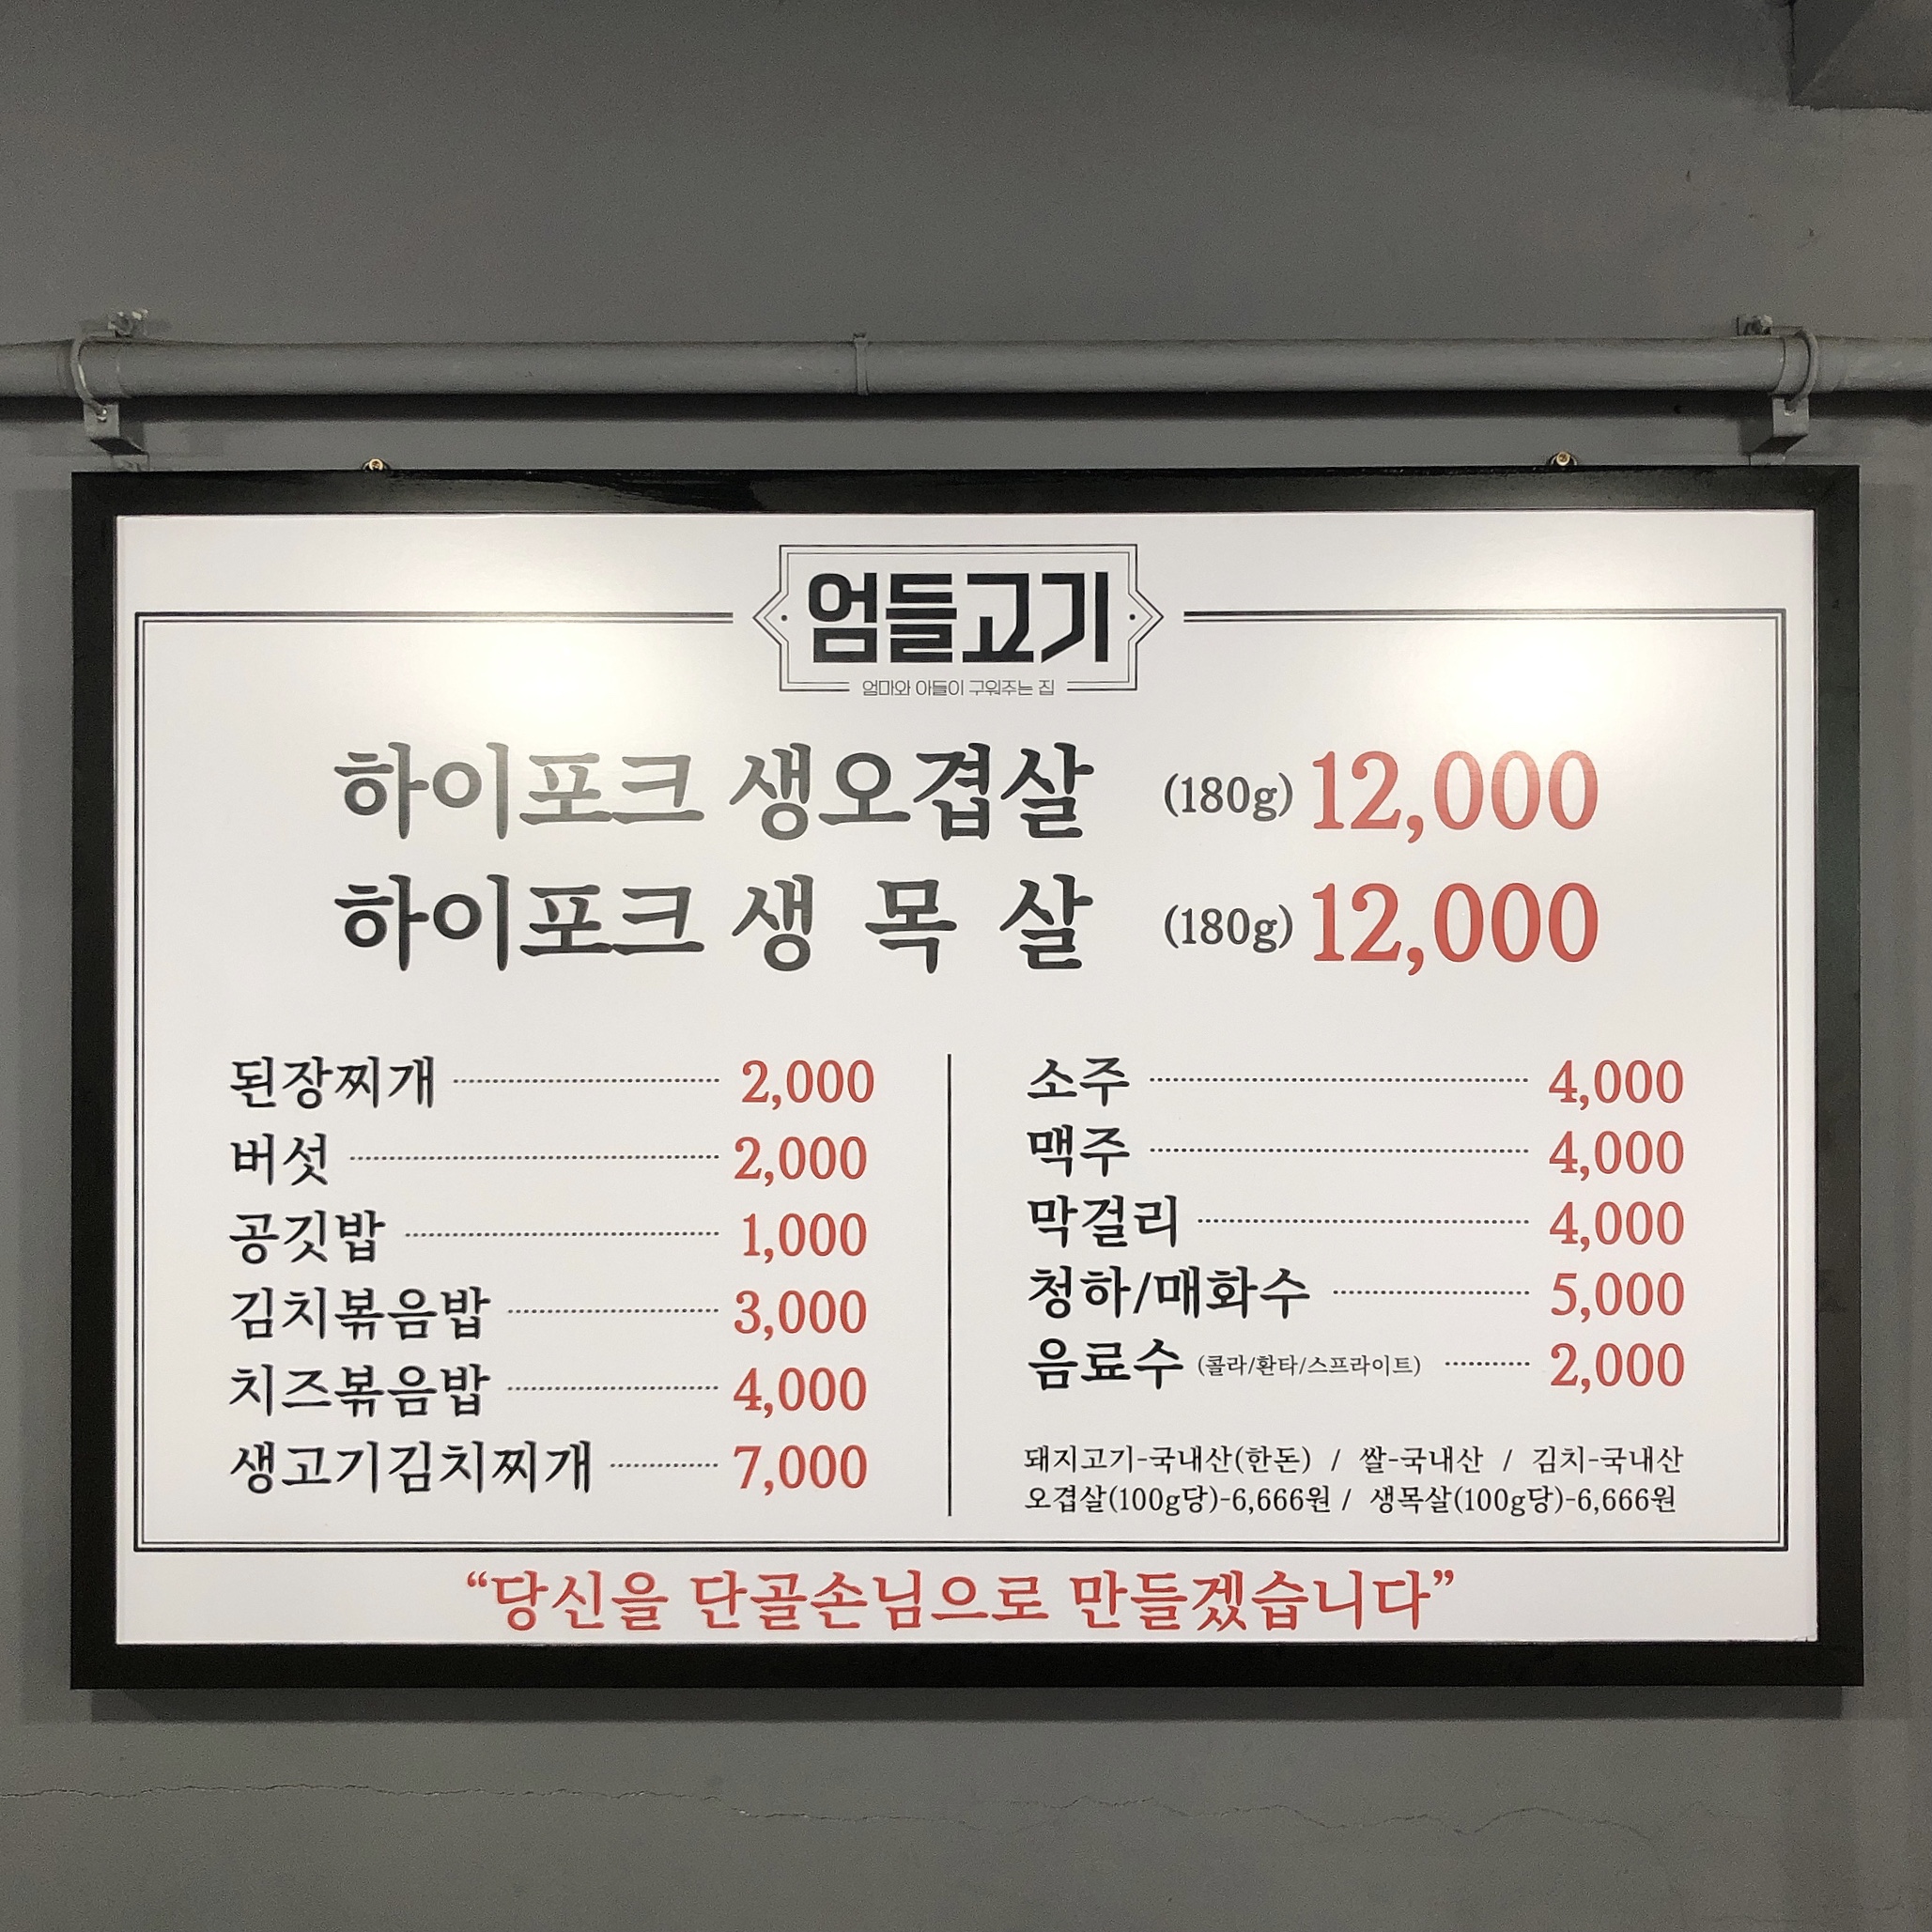 엄들고기
엄마와 아들이 구워주는 집
하이포크 생오겹살 (180g) 12,000
하이포크 생 목 살 (180g) 12,000
된장찌개 2,000
버섯 2,000
공깃밥 1,000
김치볶음밥 3,000
치즈볶음밥 4,000
생고기김치찌개 7,000
소주 4,000
맥주 4,000
막걸리 4,000
청하/매화수 5,000
음료수 (콜라/환타/스프라이트) 2,000
돼지고기-국내산(한돈) / 쌀-국내산 / 김치-국내산
오겹살(100g당)-6,666원 / 생목살(100g당)-6,666원
“당신을 단골손님으로 만들겠습니다”